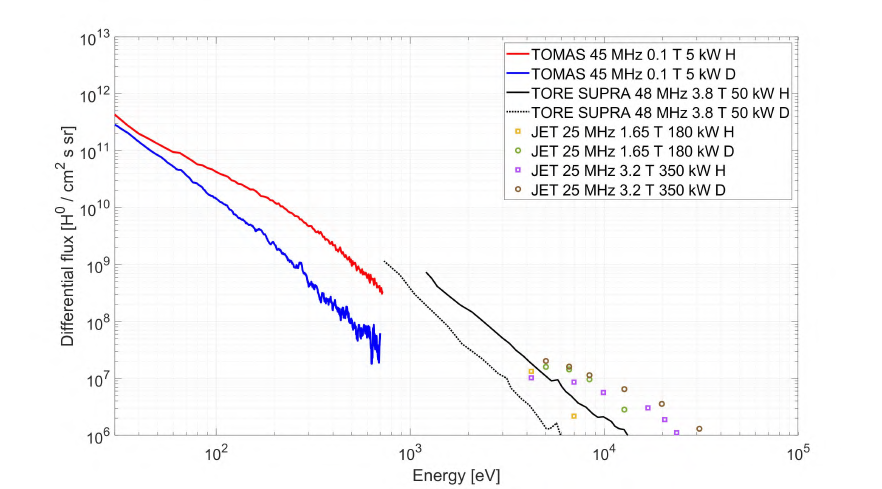 10^13
10^12
10^11
10^10
10^9
10^8
10^7
10^6
Differential flux [H^0 / cm^2 s sr]
TOMAS 45 MHz 0.1 T 5 kW H
TOMAS 45 MHz 0.1 T 5 kW D
TORE SUPRA 48 MHz 3.8 T 50 kW H
TORE SUPRA 48 MHz 3.8 T 50 kW D
JET 25 MHz 1.65 T 180 kW H
JET 25 MHz 1.65 T 180 kW D
JET 25 MHz 3.2 T 350 kW H
JET 25 MHz 3.2 T 350 kW D
10^2 10^3 10^4 10^5
Energy [eV]